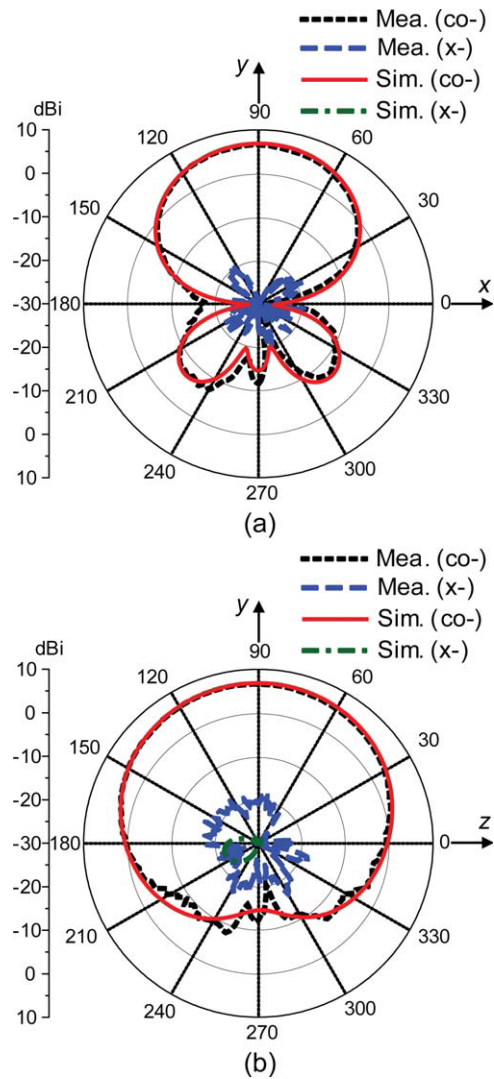 Mea. (co-)
Mea. (x-)
Sim. (co-)
Sim. (x-)
y
dBi
90
120
60
150
30
180
x
0
210
330
240
300
270
10
0
-10
-20
-30
-20
-10
0
10
(a)
Mea. (co-)
Mea. (x-)
Sim. (co-)
Sim. (x-)
y
dBi
90
120
60
150
30
180
z
0
210
330
240
300
270
10
0
-10
-20
-30
-20
-10
0
10
(b)